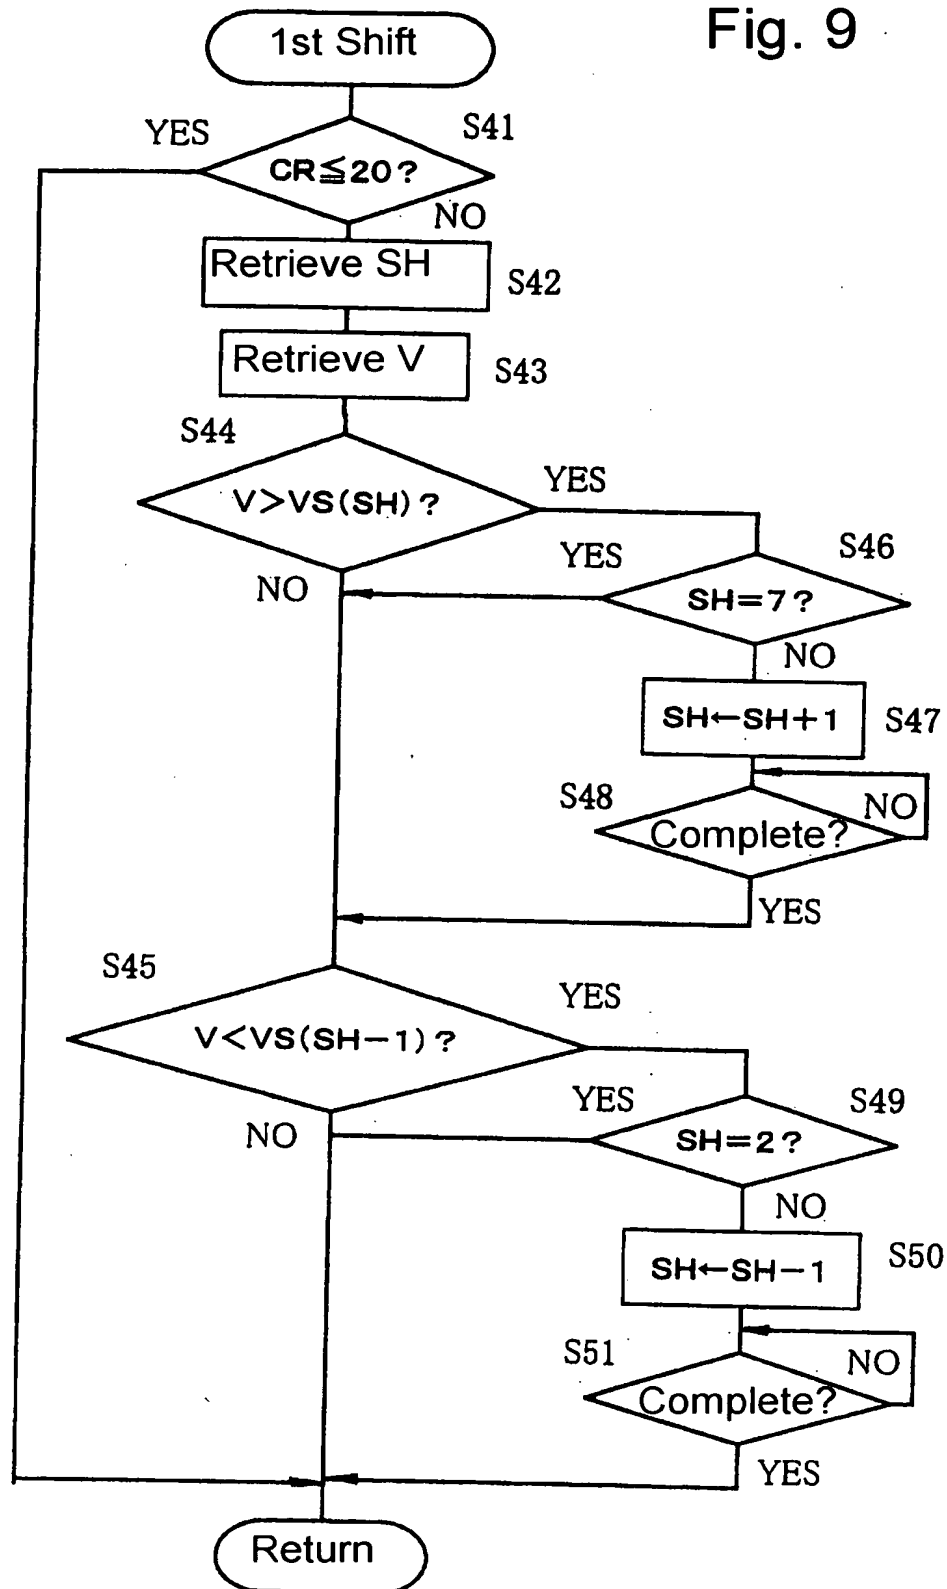 Fig. 9
1st Shift
YES
S41
CR≦20?
NO
Retrieve SH
S42
Retrieve V
S43
S44
V>VS(SH)?
YES
YES
S46
NO
SH=7?
NO
SH←SH+1
S47
S48
NO
Complete?
YES
S45
YES
V<VS(SH−1)?
YES
S49
NO
SH=2?
NO
SH←SH−1
S50
S51
NO
Complete?
YES
Return